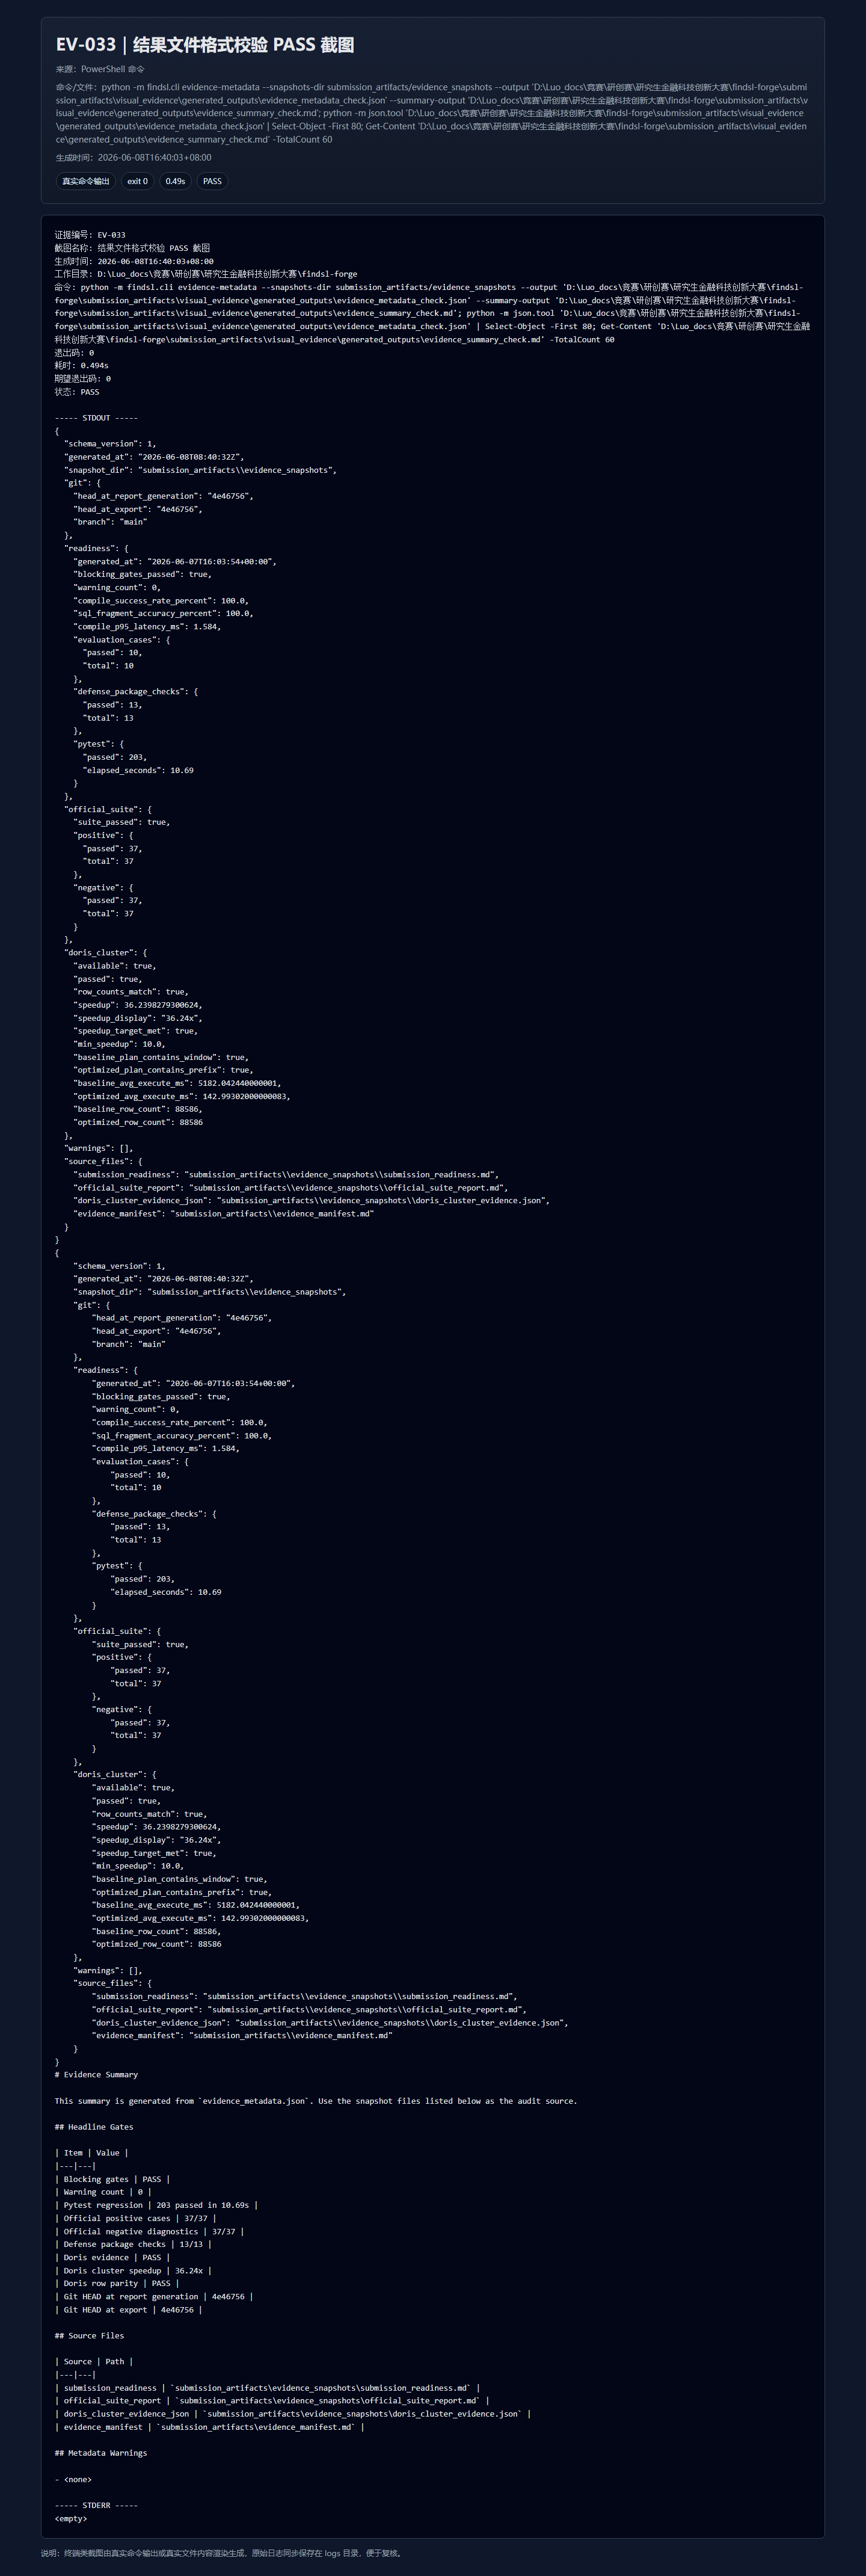 EV-033 | 结果文件格式校验 PASS 截图
来源: PowerShell 命令
命令/文件: python -m findsl.cli evidence-metadata --snapshots-dir submission_artifacts/evidence_snapshots --output 'D:\Luo_docs\竞赛\研创赛\研究生金融科技创新大赛\findsl-forge\submi
ssion_artifacts\visual_evidence\generated_outputs\evidence_metadata_check.json' --summary-output 'D:\Luo_docs\竞赛\研创赛\研究生金融科技创新大赛\findsl-forge\submission_artifacts\v
isual_evidence\generated_outputs\evidence_summary_check.md'; python -m json.tool 'D:\Luo_docs\竞赛\研创赛\研究生金融科技创新大赛\findsl-forge\submission_artifacts\visual_evidence
\generated_outputs\evidence_metadata_check.json' | Select-Object -First 80; Get-Content 'D:\Luo_docs\竞赛\研创赛\研究生金融科技创新大赛\findsl-forge\submission_artifacts\visual_evide
nce\generated_outputs\evidence_summary_check.md' -TotalCount 60
生成时间: 2026-06-08T16:40:03+08:00
真实命令输出 exit 0 0.49s PASS
证据编号: EV-033
截图名称: 结果文件格式校验 PASS 截图
生成时间: 2026-06-08T16:40:03+08:00
工作目录: D:\Luo_docs\竞赛\研创赛\研究生金融科技创新大赛\findsl-forge
命令: python -m findsl.cli evidence-metadata --snapshots-dir submission_artifacts/evidence_snapshots --output 'D:\Luo_docs\竞赛\研创赛\研究生金融科技创新大赛\findsl-
forge\submission_artifacts\visual_evidence\generated_outputs\evidence_metadata_check.json' --summary-output 'D:\Luo_docs\竞赛\研创赛\研究生金融科技创新大赛\findsl-
forge\submission_artifacts\visual_evidence\generated_outputs\evidence_summary_check.md'; python -m json.tool 'D:\Luo_docs\竞赛\研创赛\研究生金融科技创新大赛\findsl-
forge\submission_artifacts\visual_evidence\generated_outputs\evidence_metadata_check.json' | Select-Object -First 80; Get-Content 'D:\Luo_docs\竞赛\研创赛\研究生金融
科技创新大赛\findsl-forge\submission_artifacts\visual_evidence\generated_outputs\evidence_summary_check.md' -TotalCount 60
退出码: 0
耗时: 0.494s
期望退出码: 0
状态: PASS
----- STDOUT -----
{
"schema_version": 1,
"generated_at": "2026-06-08T08:40:32Z",
"snapshot_dir": "submission_artifacts\\evidence_snapshots",
"git": {
"head_at_report_generation": "4e46756",
"head_at_export": "4e46756",
"branch": "main"
},
"readiness": {
"generated_at": "2026-06-07T16:03:54+00:00",
"blocking_gates_passed": true,
"warning_count": 0,
"compile_success_rate_percent": 100.0,
"sql_fragment_accuracy_percent": 100.0,
"compile_p95_latency_ms": 1.584,
"evaluation_cases": {
"passed": 10,
"total": 10
},
"defense_package_checks": {
"passed": 13,
"total": 13
},
"pytest": {
"passed": 203,
"elapsed_seconds": 10.69
}
},
"official_suite": {
"suite_passed": true,
"positive": {
"passed": 37,
"total": 37
},
"negative": {
"passed": 37,
"total": 37
}
},
"doris_cluster": {
"available": true,
"passed": true,
"row_counts_match": true,
"speedup": 36.2398279300624,
"speedup_display": "36.24x",
"speedup_target_met": true,
"min_speedup": 10.0,
"baseline_plan_contains_window": true,
"optimized_plan_contains_prefix": true,
"baseline_avg_execute_ms": 5182.042440000001,
"optimized_avg_execute_ms": 142.99302000000083,
"baseline_row_count": 88586,
"optimized_row_count": 88586
},
"warnings": [],
"source_files": {
"submission_readiness": "submission_artifacts\\evidence_snapshots\\submission_readiness.md",
"official_suite_report": "submission_artifacts\\evidence_snapshots\\official_suite_report.md",
"doris_cluster_evidence_json": "submission_artifacts\\evidence_snapshots\\doris_cluster_evidence.json",
"evidence_manifest": "submission_artifacts\\evidence_manifest.md"
}
}
{
"schema_version": 1,
"generated_at": "2026-06-08T08:40:32Z",
"snapshot_dir": "submission_artifacts\\evidence_snapshots",
"git": {
"head_at_report_generation": "4e46756",
"head_at_export": "4e46756",
"branch": "main"
},
"readiness": {
"generated_at": "2026-06-07T16:03:54+00:00",
"blocking_gates_passed": true,
"warning_count": 0,
"compile_success_rate_percent": 100.0,
"sql_fragment_accuracy_percent": 100.0,
"compile_p95_latency_ms": 1.584,
"evaluation_cases": {
"passed": 10,
"total": 10
},
"defense_package_checks": {
"passed": 13,
"total": 13
},
"pytest": {
"passed": 203,
"elapsed_seconds": 10.69
}
},
"official_suite": {
"suite_passed": true,
"positive": {
"passed": 37,
"total": 37
},
"negative": {
"passed": 37,
"total": 37
}
},
"doris_cluster": {
"available": true,
"passed": true,
"row_counts_match": true,
"speedup": 36.2398279300624,
"speedup_display": "36.24x",
"speedup_target_met": true,
"min_speedup": 10.0,
"baseline_plan_contains_window": true,
"optimized_plan_contains_prefix": true,
"baseline_avg_execute_ms": 5182.042440000001,
"optimized_avg_execute_ms": 142.99302000000083,
"baseline_row_count": 88586,
"optimized_row_count": 88586
},
"warnings": [],
"source_files": {
"submission_readiness": "submission_artifacts\\evidence_snapshots\\submission_readiness.md",
"official_suite_report": "submission_artifacts\\evidence_snapshots\\official_suite_report.md",
"doris_cluster_evidence_json": "submission_artifacts\\evidence_snapshots\\doris_cluster_evidence.json",
"evidence_manifest": "submission_artifacts\\evidence_manifest.md"
}
}
# Evidence Summary
This summary is generated from `evidence_metadata.json`. Use the snapshot files listed below as the audit source.
## Headline Gates
| Item | Value |
|---|---|
| Blocking gates | PASS |
| Warning count | 0 |
| Pytest regression | 203 passed in 10.69s |
| Official positive cases | 37/37 |
| Official negative diagnostics | 37/37 |
| Defense package checks | 13/13 |
| Doris evidence | PASS |
| Doris cluster speedup | 36.24x |
| Doris row parity | PASS |
| Git HEAD at report generation | 4e46756 |
| Git HEAD at export | 4e46756 |
## Source Files
| Source | Path |
|---|---|
| submission_readiness | `submission_artifacts\evidence_snapshots\submission_readiness.md` |
| official_suite_report | `submission_artifacts\evidence_snapshots\official_suite_report.md` |
| doris_cluster_evidence_json | `submission_artifacts\evidence_snapshots\doris_cluster_evidence.json` |
| evidence_manifest | `submission_artifacts\evidence_manifest.md` |
## Metadata Warnings
- <none>
----- STDERR -----
<empty>
说明: 终端类截图由真实命令输出或真实文件内容渲染生成，原始日志同步保存在 logs 目录，便于复核。